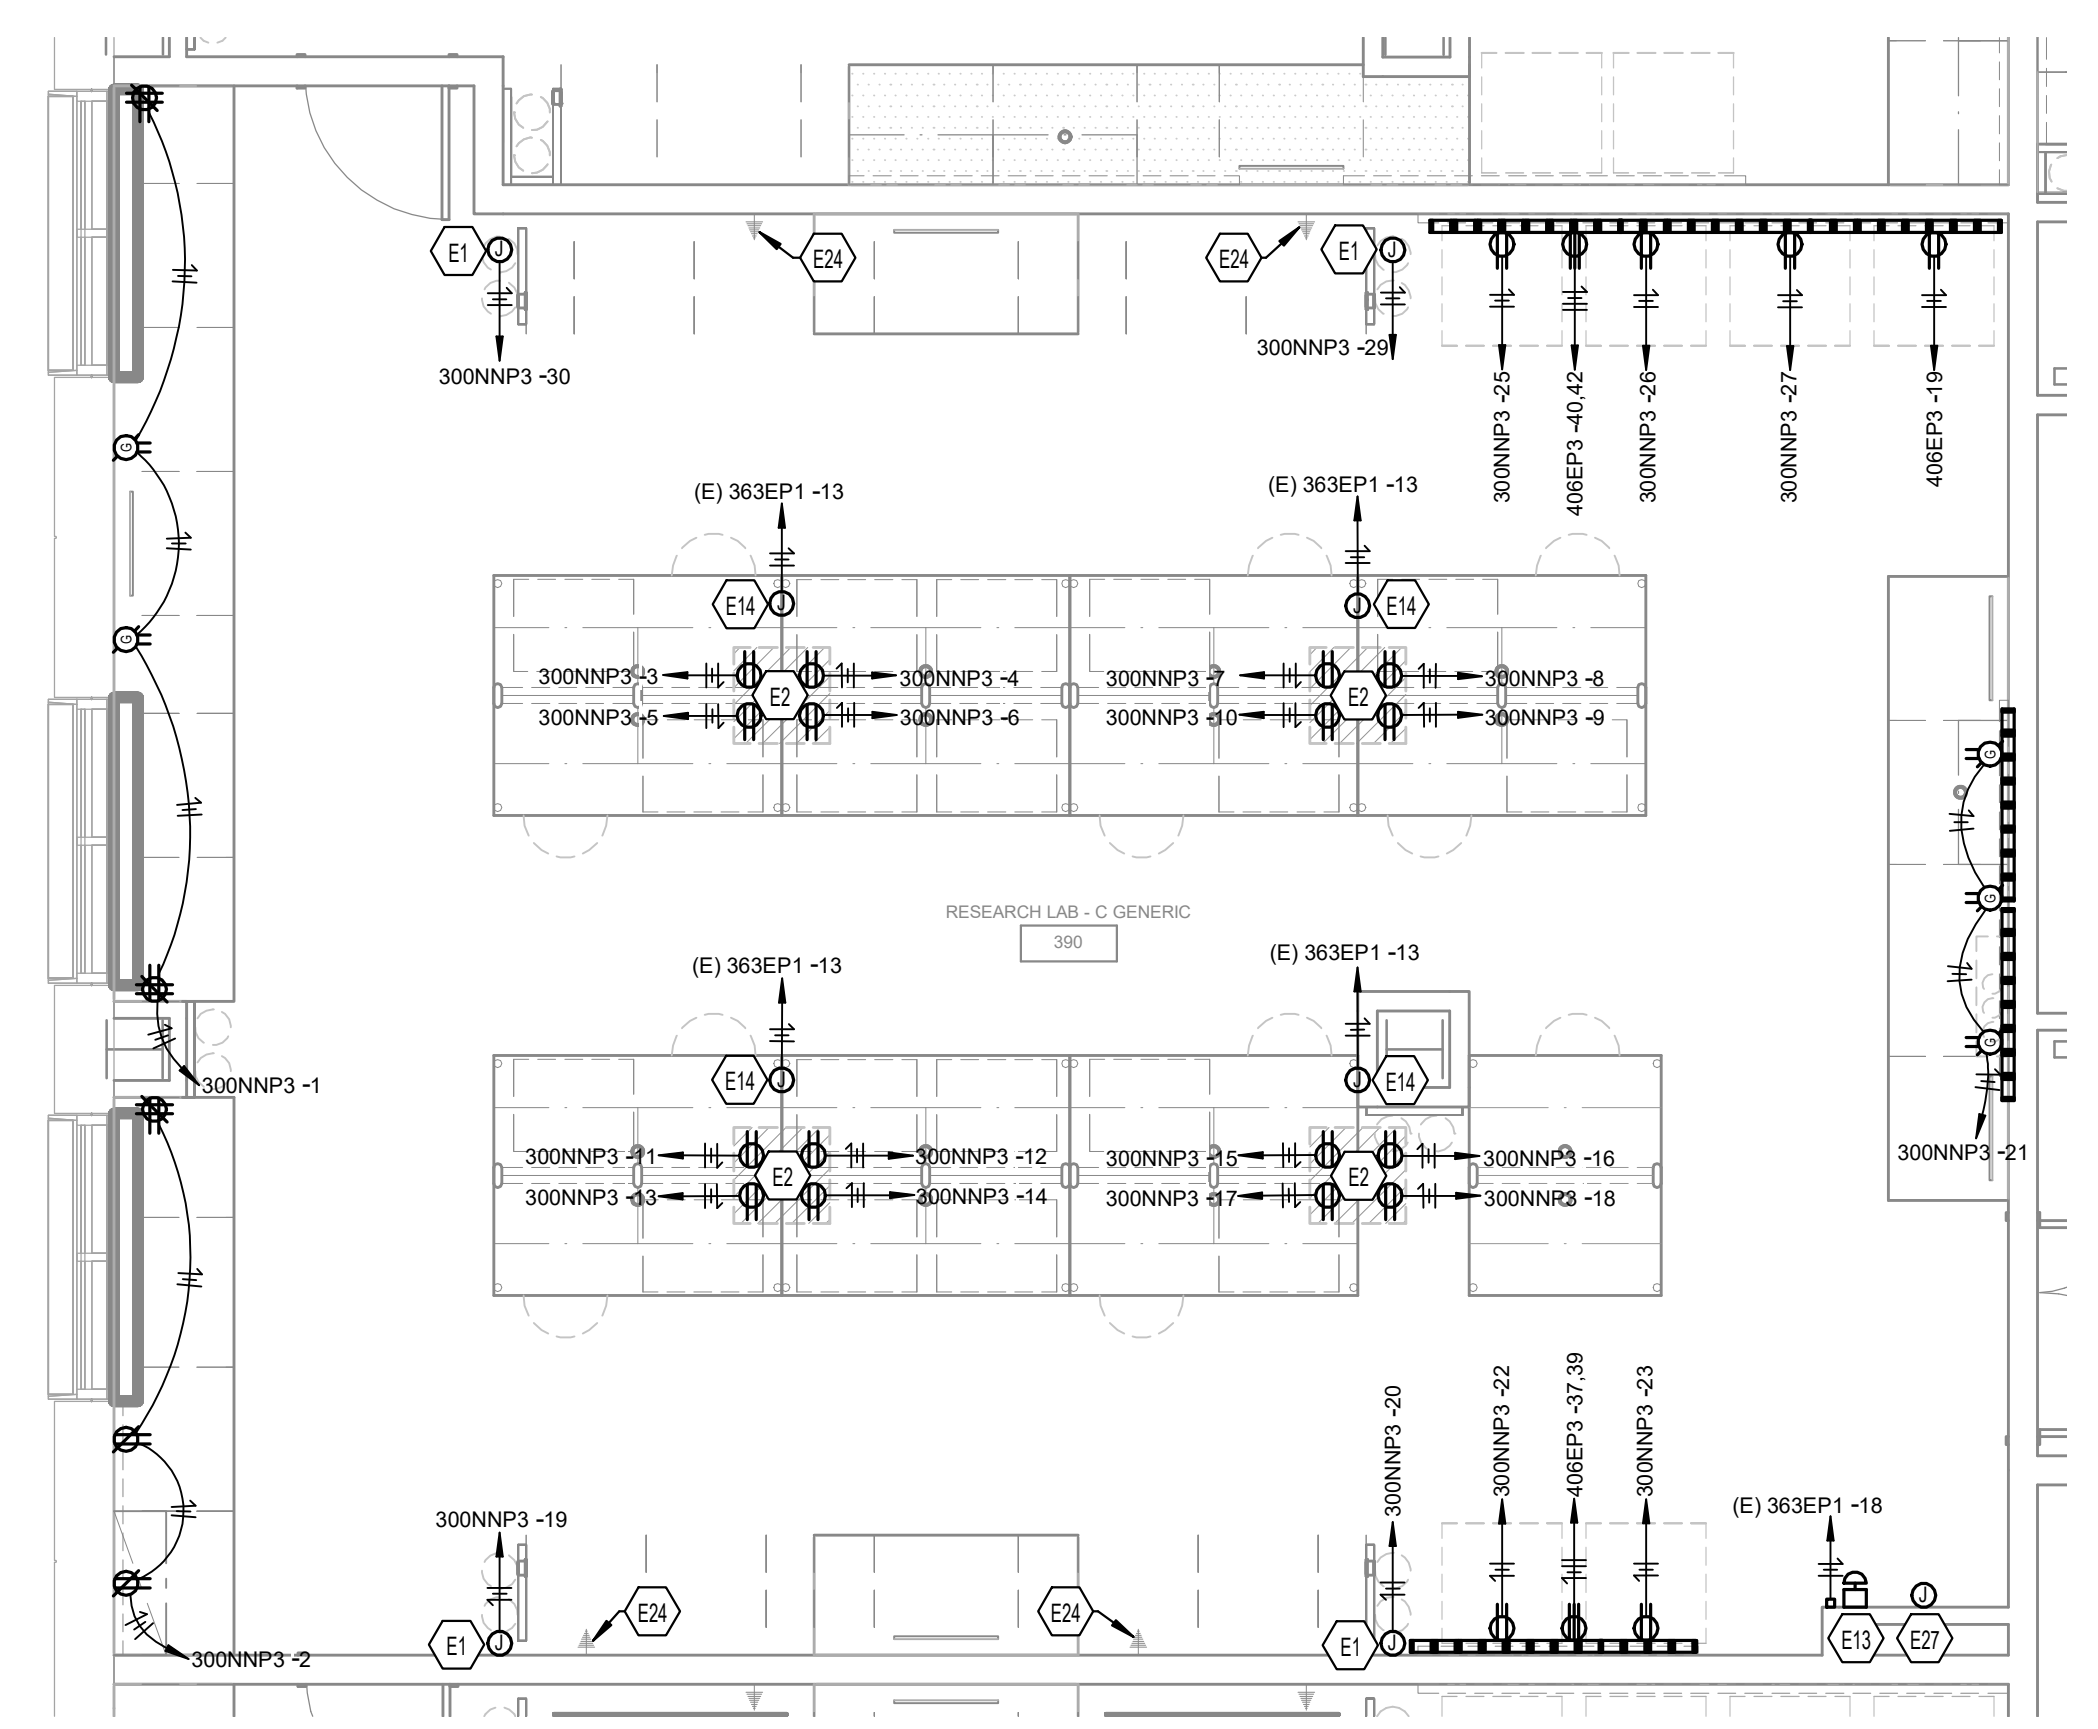 E1
J
E24
E24
E1
J
300NNP3 -30
300NNP3 -29
300NNP3 -25
406EP3 -40,42
300NNP3 -26
300NNP3 -27
406EP3 -19
G
G
(E) 363EP1 -13
(E) 363EP1 -13
E14
J
J
E14
300NNP3 -3
E2
300NNP3 -4
300NNP3 -5
300NNP3 -6
300NNP3 -7
E2
300NNP3 -8
300NNP3 -10
300NNP3 -9
G
G
G
300NNP3 -21
RESEARCH LAB - C GENERIC
390
(E) 363EP1 -13
(E) 363EP1 -13
300NNP3 -1
E14
J
J
E14
300NNP3 -11
E2
300NNP3 -12
300NNP3 -13
300NNP3 -14
300NNP3 -15
E2
300NNP3 -16
300NNP3 -17
300NNP3 -18
300NNP3 -20
300NNP3 -22
406EP3 -37,39
300NNP3 -23
(E) 363EP1 -18
300NNP3 -19
J
E1
J
E24
E24
E1
J
E13
E27
300NNP3 -2